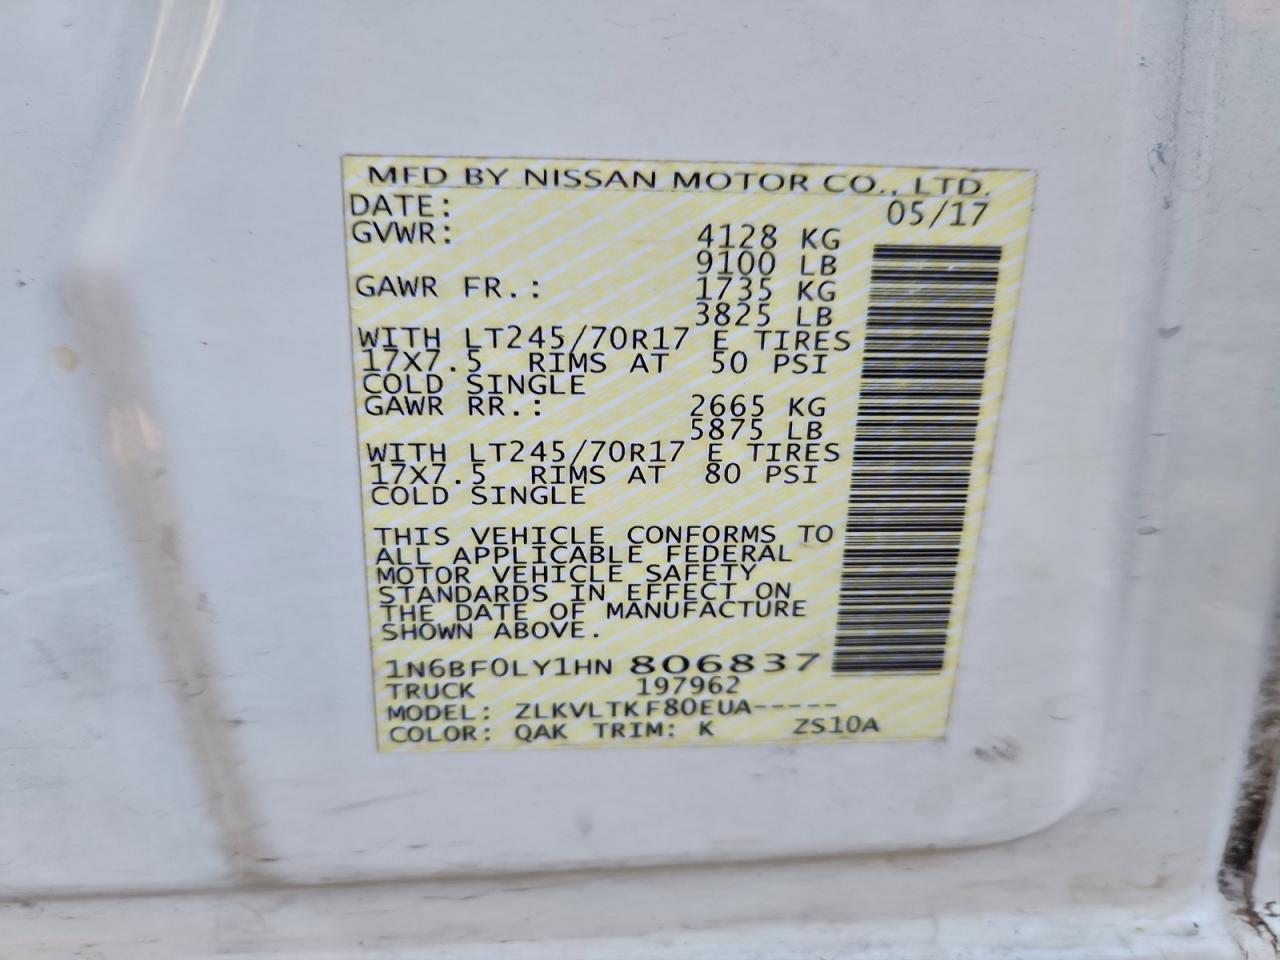 MFD BY NISSAN MOTOR CO., LTD.
DATE: 05/17
GVWR: 4128 KG
9100 LB
GAWR FR.: 1735 KG
3825 LB
WITH LT245/70R17 E TIRES
17X7.5 RIMS AT 50 PSI
COLD SINGLE
GAWR RR.: 2665 KG
5875 LB
WITH LT245/70R17 E TIRES
17X7.5 RIMS AT 80 PSI
COLD SINGLE
THIS VEHICLE CONFORMS TO
ALL APPLICABLE FEDERAL
MOTOR VEHICLE SAFETY
STANDARDS IN EFFECT ON
THE DATE OF MANUFACTURE
SHOWN ABOVE.
1N6BF0LY1HN 806837
TRUCK 197962
MODEL: ZLKVLTKF80EUA-----
COLOR: QAK TRIM: K ZS10A